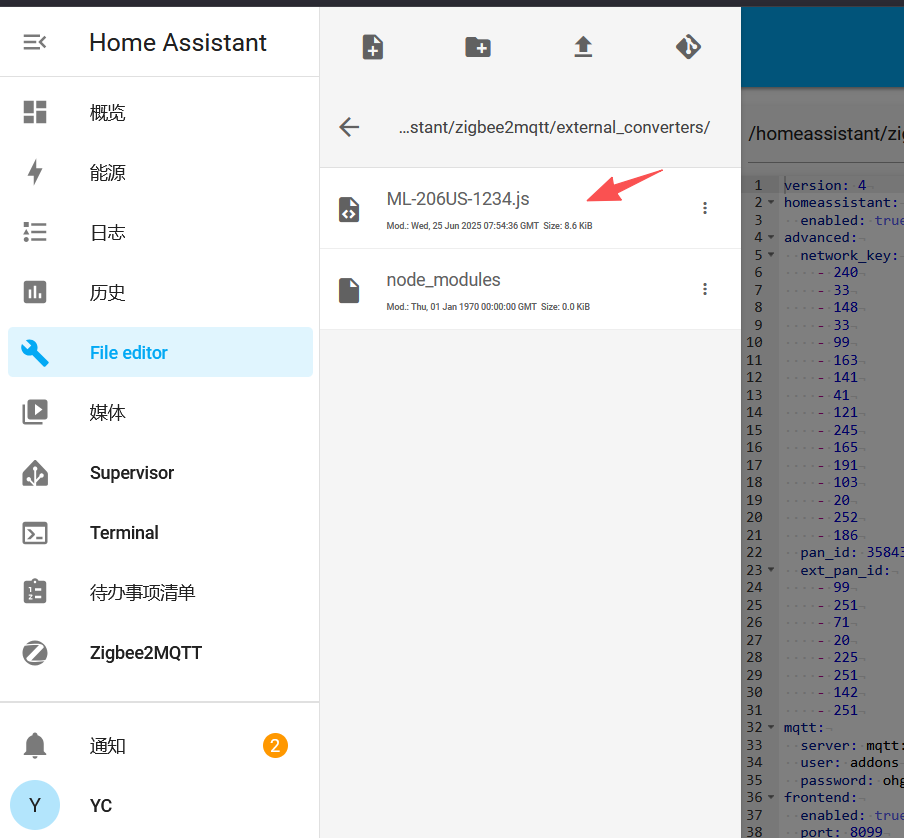 Home Assistant
概览
能源
日志
历史
File editor
媒体
Supervisor
Terminal
待办事项清单
Zigbee2MQTT
通知
2
Y
YC
...stant/zigbee2mqtt/external_converters/
ML-206US-1234.js
Mod.: Wed, 25 Jun 2025 07:54:36 GMT Size: 8.6 KiB
node_modules
Mod.: Thu, 01 Jan 1970 00:00:00 GMT Size: 0.0 KiB
/homeassistant/zig
1 version: 4
2 homeassistant:
3 enabled: true
4 advanced:
5 network_key:
6 - 240
7 - 33
8 - 148
9 - 33
10 - 99
11 - 163
12 - 141
13 - 41
14 - 121
15 - 245
16 - 165
17 - 191
18 - 103
19 - 20
20 - 252
21 - 186
22 pan_id: 35843
23 ext_pan_id:
24 - 99
25 - 251
26 - 71
27 - 20
28 - 225
29 - 251
30 - 142
31 - 251
32 mqtt:
33 server: mqtt:
34 user: addons
35 password: ohg
36 frontend:
37 enabled: true
38 port: 8099